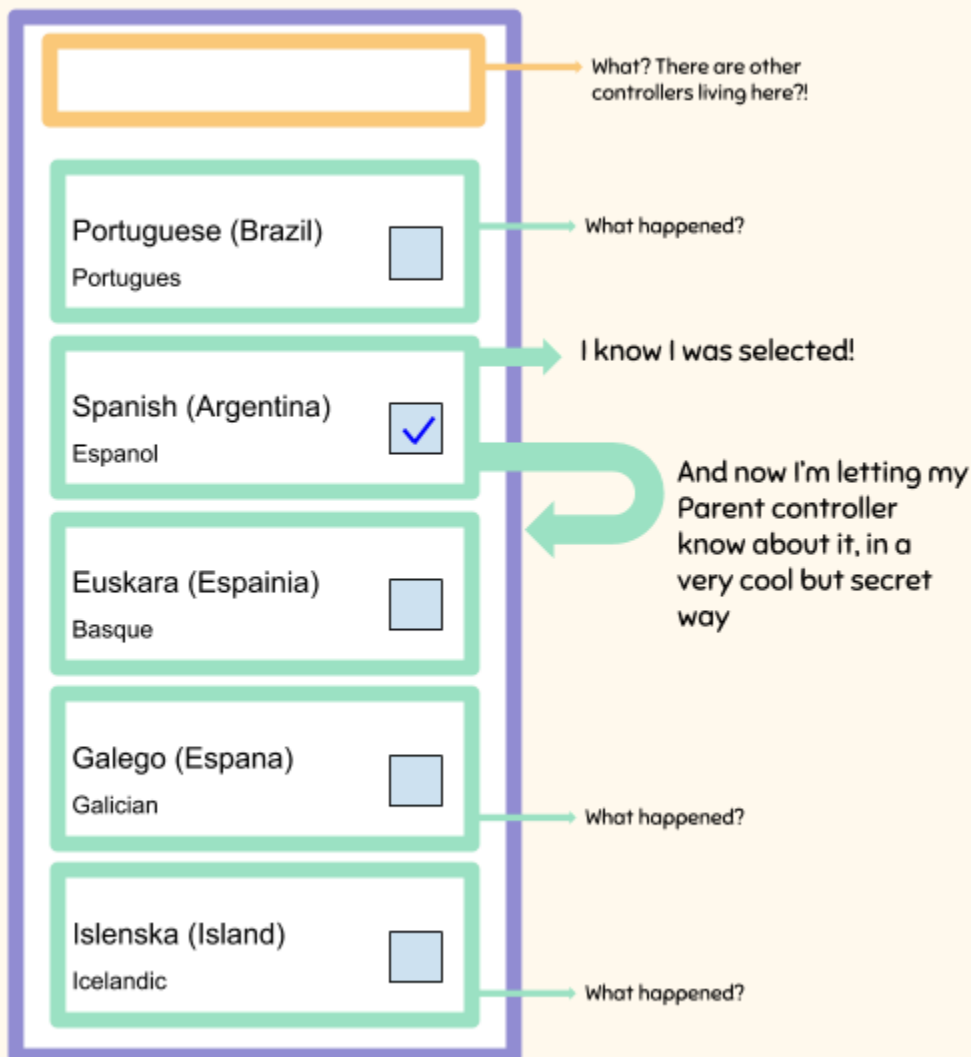 What? There are other
controllers living here?!
Portuguese (Brazil)
Portugues
What happened?
I know I was selected!
Spanish (Argentina)
Espanol
And now I'm letting my
Parent controller
know about it, in a
very cool but secret
way
Euskara (Espainia)
Basque
Galego (Espana)
Galician
What happened?
Islenska (Island)
Icelandic
What happened?